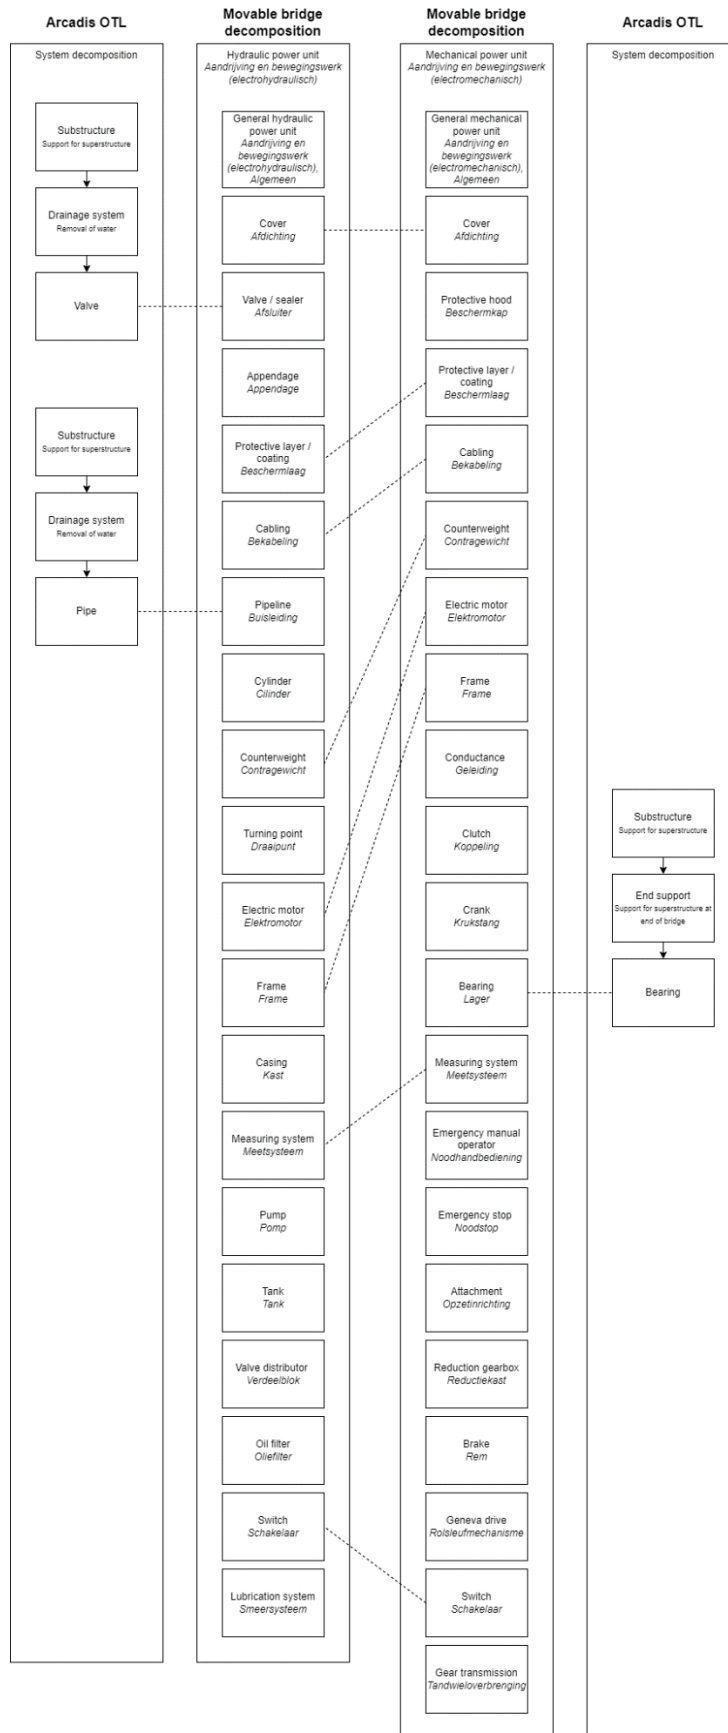 Arcadis OTL
System decomposition
Substructure
Support for superstructure
Drainage system
Removal of water
Valve
Substructure
Support for superstructure
Drainage system
Removal of water
Pipe
Movable bridge
decomposition
Hydraulic power unit
Aandrijving en bewegingswerk
(electrohydraulisch)
General hydraulic
power unit
Aandrijving en
bewegingswerk
(electrohydraulisch),
Algemeen
Cover
Afdichting
Valve / sealer
Afsluiter
Appendage
Appendage
Protective layer /
coating
Beschermlaag
Cabling
Bekabeling
Pipeline
Buisleiding
Cylinder
Cilinder
Counterweight
Contragewicht
Turning point
Draaipunt
Electric motor
Elektromotor
Frame
Frame
Casing
Kast
Measuring system
Meetsysteem
Pump
Pomp
Tank
Tank
Valve distributor
Verdeelblok
Oil filter
Oliefilter
Switch
Schakelaar
Lubrication system
Smeersysteem
Movable bridge
decomposition
Mechanical power unit
Aandrijving en bewegingswerk
(electromechanisch)
General mechanical
power unit
Aandrijving en
bewegingswerk
(electromechanisch),
Algemeen
Cover
Afdichting
Protective hood
Beschermkap
Protective layer /
coating
Beschermlaag
Cabling
Bekabeling
Counterweight
Contragewicht
Electric motor
Elektromotor
Frame
Frame
Conductance
Geleiding
Clutch
Koppeling
Crank
Krukstang
Bearing
Lager
Measuring system
Meetsysteem
Emergency manual
operator
Noodhandbediening
Emergency stop
Noodstop
Attachment
Opzetinrichting
Reduction gearbox
Reductiekast
Brake
Rem
Geneva drive
Rolsleufmechanisme
Switch
Schakelaar
Gear transmission
Tandwieloverbrenging
Arcadis OTL
System decomposition
Substructure
Support for superstructure
End support
Support for superstructure at
end of bridge
Bearing